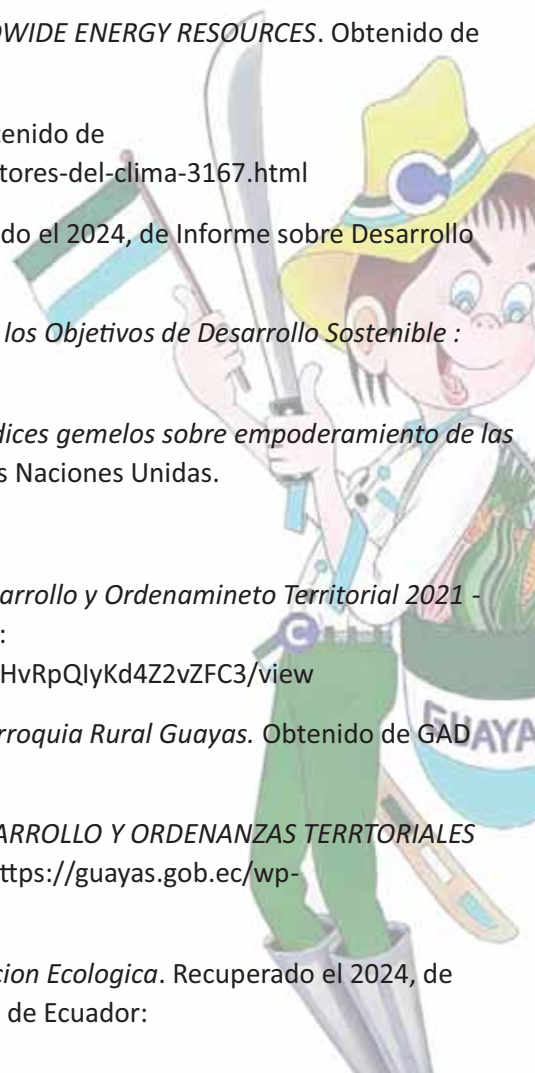 OWIDE ENERGY RESOURCES. Obtenido de
tenido de
tores-del-clima-3167.html
do el 2024, de Informe sobre Desarrollo
los Objetivos de Desarrollo Sostenible :
dices gemelos sobre empoderamiento de las
s Naciones Unidas.
arrollo y Ordenamineto Territorial 2021 -
:
HvRpQIyKd4Z2vZFC3/view
rroquia Rural Guayas. Obtenido de GAD
ARROLLO Y ORDENANZAS TERRTORIALES
ttps://guayas.gob.ec/wp-
cion Ecologica. Recuperado el 2024, de
de Ecuador:
C
C
GUAYA